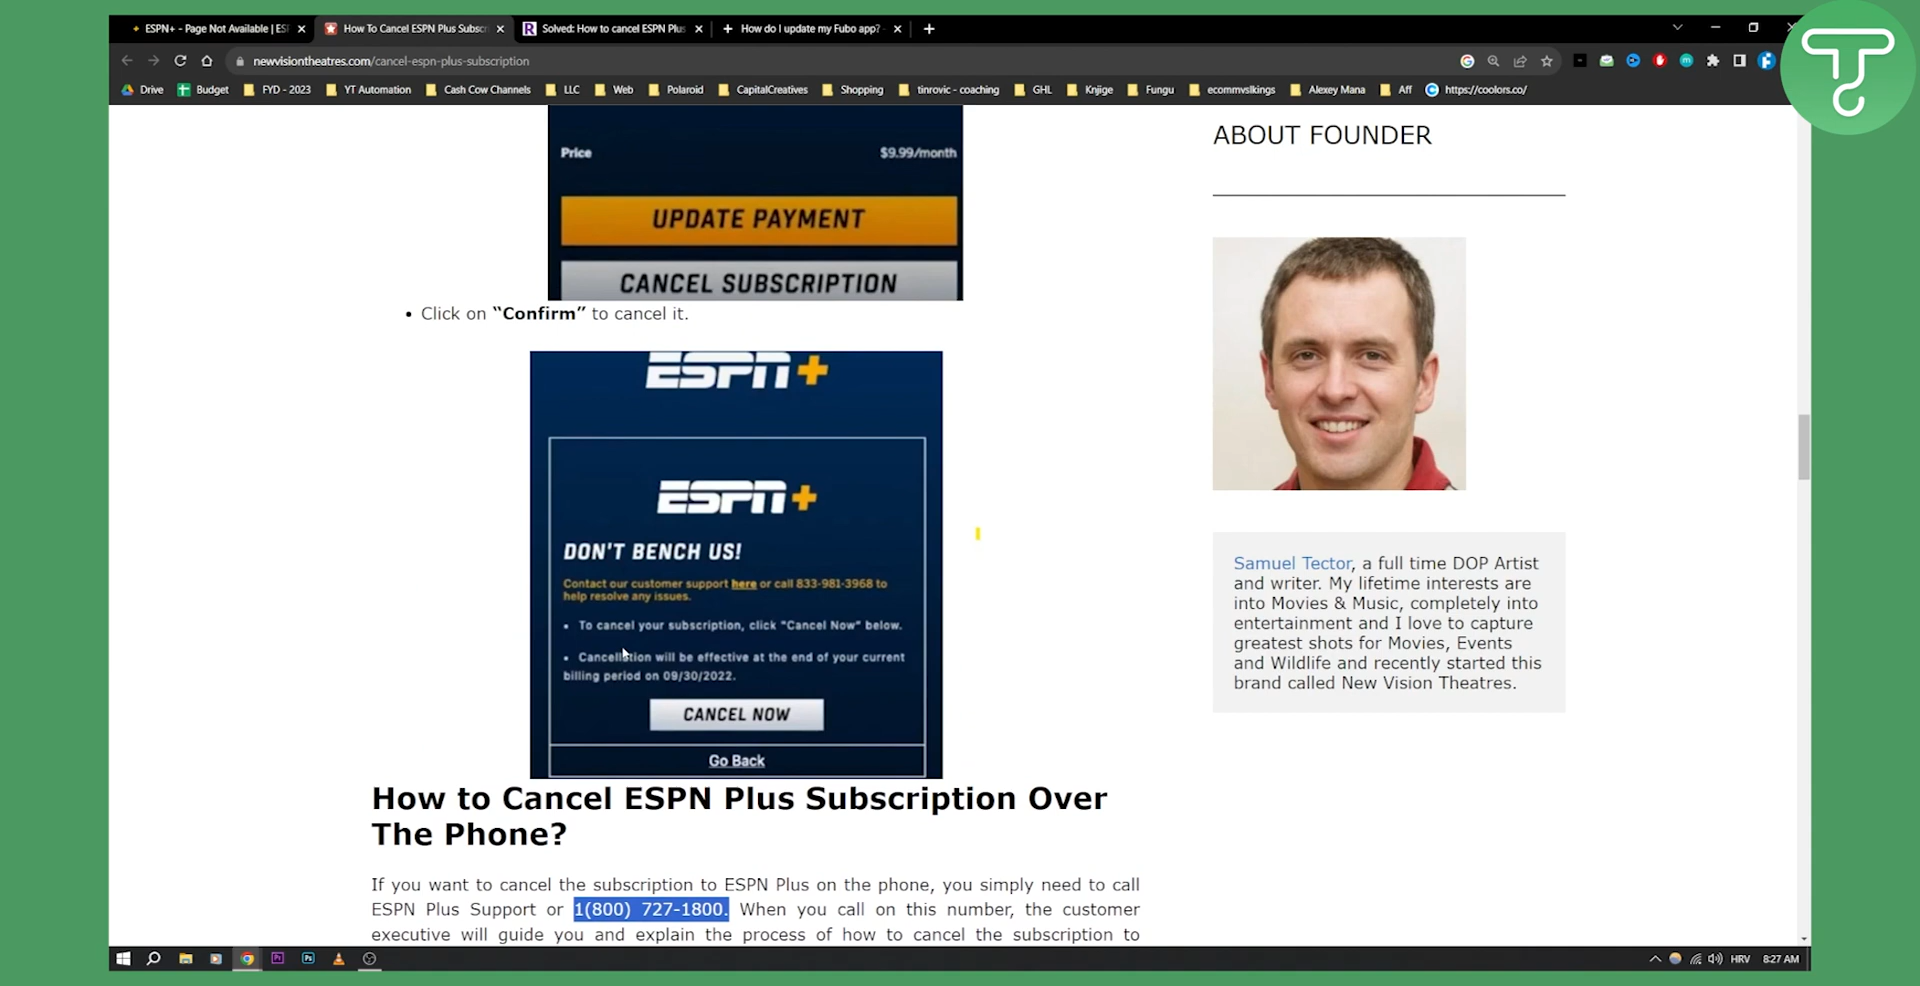 ESPN+ - Page Not Available | ESP
How To Cancel ESPN Plus Subscr
Solved: How to cancel ESPN Plus
How do I update my Fubo app? -
newvisiontheatres.com/cancel-espn-plus-subscription
Drive
Budget
FYD - 2023
YT Automation
Cash Cow Channels
LLC
Web
Polaroid
CapitalCreatives
Shopping
tinrovic - coaching
GHL
Knjige
Fungu
ecommvslkings
Alexey Mana
Aff
https://coolors.co/
Price $9.99/month
UPDATE PAYMENT
CANCEL SUBSCRIPTION
• Click on “Confirm” to cancel it.
ESPN+
ESPN+
DON'T BENCH US!
Contact our customer support here or call 833-981-3968 to
help resolve any issues.
• To cancel your subscription, click "Cancel Now" below.
• Cancellation will be effective at the end of your current
billing period on 09/30/2022.
CANCEL NOW
Go Back
How to Cancel ESPN Plus Subscription Over
The Phone?
If you want to cancel the subscription to ESPN Plus on the phone, you simply need to call
ESPN Plus Support or 1(800) 727-1800. When you call on this number, the customer
executive will guide you and explain the process of how to cancel the subscription to
ABOUT FOUNDER
Samuel Tector, a full time DOP Artist
and writer. My lifetime interests are
into Movies & Music, completely into
entertainment and I love to capture
greatest shots for Movies, Events
and Wildlife and recently started this
brand called New Vision Theatres.
HRV
8:27 AM